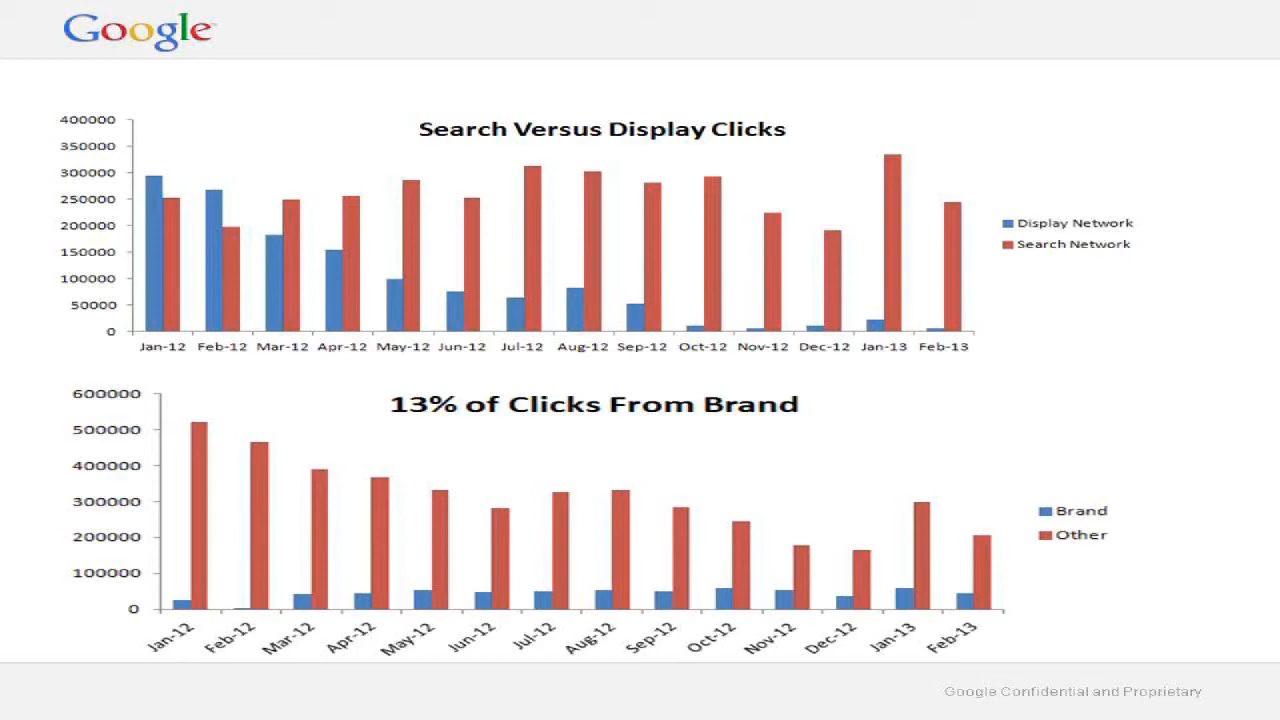 Google
Search Versus Display Clicks
400000
350000
300000
250000
200000
150000
100000
50000
0
Jan-12 Feb-12 Mar-12 Apr-12 May-12 Jun-12 Jul-12 Aug-12 Sep-12 Oct-12 Nov-12 Dec-12 Jan-13 Feb-13
Display Network
Search Network
13% of Clicks From Brand
600000
500000
400000
300000
200000
100000
0
Jan-12 Feb-12 Mar-12 Apr-12 May-12 Jun-12 Jul-12 Aug-12 Sep-12 Oct-12 Nov-12 Dec-12 Jan-13 Feb-13
Brand
Other
Google Confidential and Proprietary